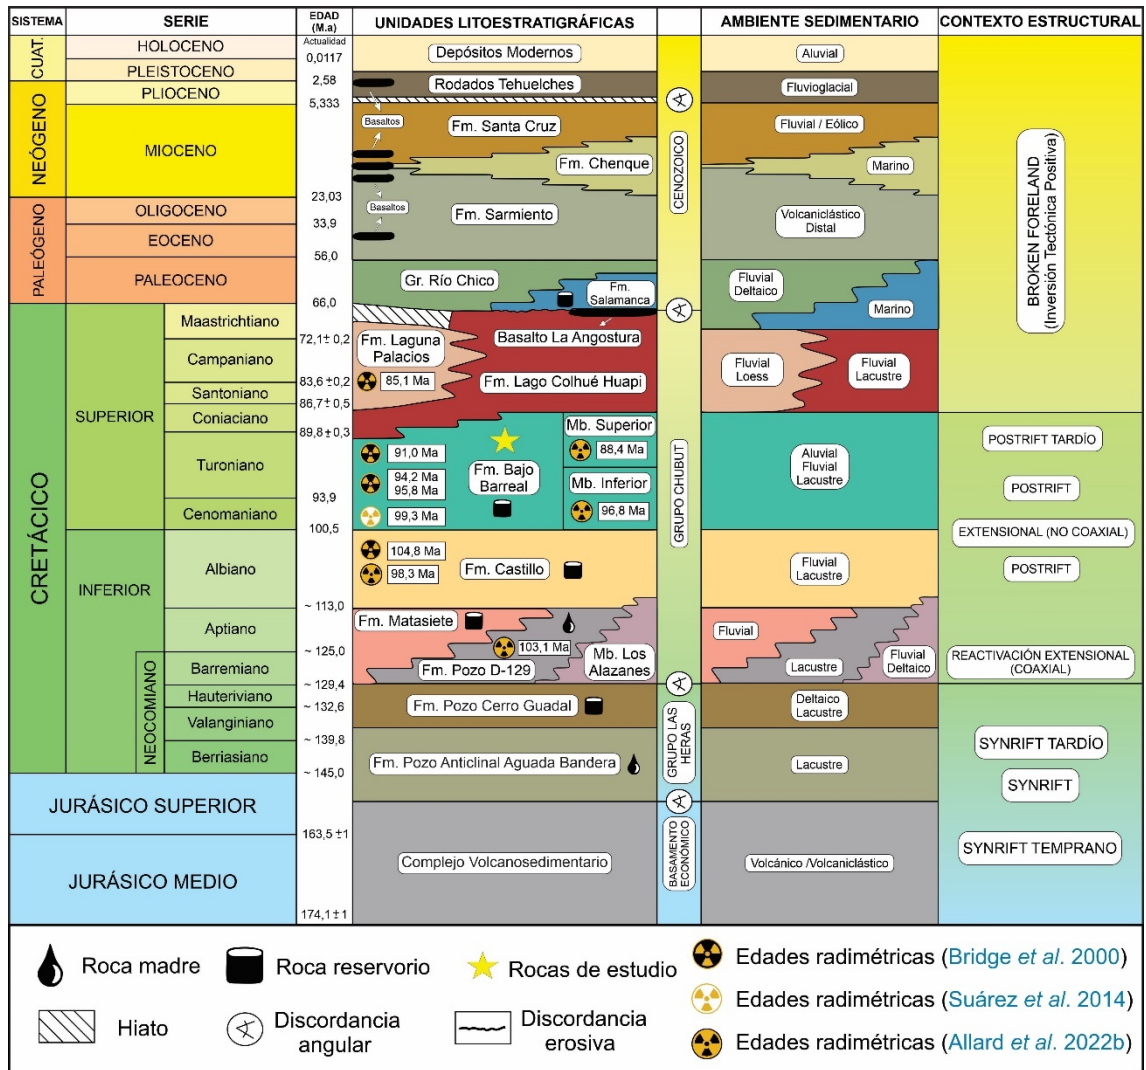 SISTEMA
SERIE
EDAD
(M.a)
UNIDADES LITOESTRATIGRÁFICAS
AMBIENTE SEDIMENTARIO
CONTEXTO ESTRUCTURAL
CUAT.
HOLOCENO
PLEISTOCENO
NEÓGENO
PLIOCENO
MIOCENO
PALEÓGENO
OLIGOCENO
EOCENO
PALEOCENO
CRETÁCICO
SUPERIOR
Maastrichtiano
Campaniano
Santoniano
Coniaciano
Turoniano
Cenomaniano
INFERIOR
Albiano
Aptiano
NEOCOMIANO
Barremiano
Hauteriviano
Valanginiano
Berriasiano
JURÁSICO SUPERIOR
JURÁSICO MEDIO
Actualidad
0,0117
2,58
5,333
23,03
33,9
56,0
66,0
72,1± 0,2
83,6 ±0,2
86,7± 0,5
89,8± 0,3
93,9
100,5
~ 113,0
~ 125,0
~ 129,4
~ 132,6
~ 139,8
~ 145,0
163,5 ±1
174,1 ±1
Depósitos Modernos
Rodados Tehuelches
Basaltos
Fm. Santa Cruz
Fm. Chenque
Basaltos
Fm. Sarmiento
Gr. Río Chico
Fm.
Salamanca
Fm. Laguna
Palacios
85,1 Ma
Basalto La Angostura
Fm. Lago Colhué Huapi
Mb. Superior
88,4 Ma
91,0 Ma
94,2 Ma
95,8 Ma
99,3 Ma
Fm. Bajo
Barreal
Mb. Inferior
96,8 Ma
104,8 Ma
98,3 Ma
Fm. Castillo
Fm. Matasiete
103,1 Ma
Fm. Pozo D-129
Mb. Los
Alazanes
Fm. Pozo Cerro Guadal
Fm. Pozo Anticlinal Aguada Bandera
Complejo Volcanosedimentario
CENOZOICO
GRUPO CHUBUT
GRUPO LAS
HERAS
BASAMENTO
ECONÓMICO
Aluvial
Fluvioglacial
Fluvial / Eólico
Marino
Volcaniclástico
Distal
Fluvial
Deltaico
Marino
Fluvial
Loess
Fluvial
Lacustre
Aluvial
Fluvial
Lacustre
Fluvial
Lacustre
Fluvial
Lacustre
Fluvial
Deltaico
Deltaico
Lacustre
Lacustre
Volcánico /Volcaniclástico
BROKEN FORELAND
(Inversión Tectónica Positiva)
POSTRIFT TARDÍO
POSTRIFT
EXTENSIONAL (NO COAXIAL)
POSTRIFT
REACTIVACIÓN EXTENSIONAL
(COAXIAL)
SYNRIFT TARDÍO
SYNRIFT
SYNRIFT TEMPRANO
Roca madre
Roca reservorio
Rocas de estudio
Edades radimétricas (Bridge et al. 2000)
Hiato
Discordancia
angular
Discordancia
erosiva
Edades radimétricas (Suárez et al. 2014)
Edades radimétricas (Allard et al. 2022b)